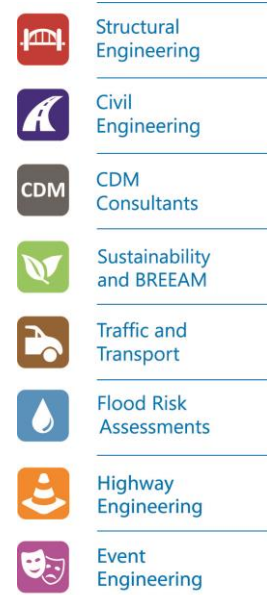 Structural
Engineering
Civil
Engineering
CDM
CDM
Consultants
Sustainability
and BREEAM
Traffic and
Transport
Flood Risk
Assessments
Highway
Engineering
Event
Engineering